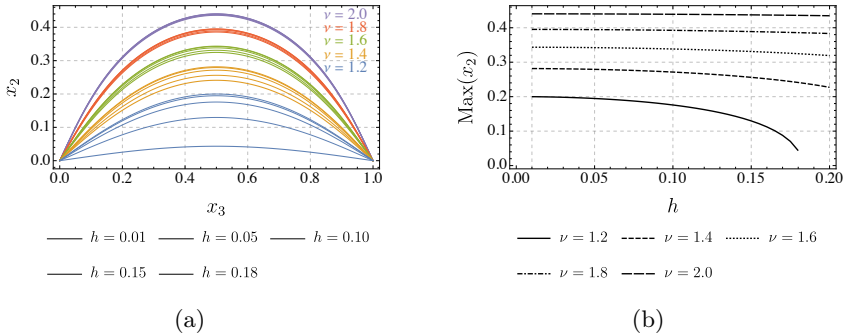 ν = 2.0
ν = 1.8
ν = 1.6
ν = 1.4
ν = 1.2
0.4
0.3
0.2
0.1
0.0
x₂
0.0 0.2 0.4 0.6 0.8 1.0
x₃
h = 0.01 h = 0.05 h = 0.10
h = 0.15 h = 0.18
(a)
0.4
0.3
0.2
0.1
0.0
Max(x₂)
0.00 0.05 0.10 0.15 0.20
h
ν = 1.2 ν = 1.4 ν = 1.6
ν = 1.8 ν = 2.0
(b)